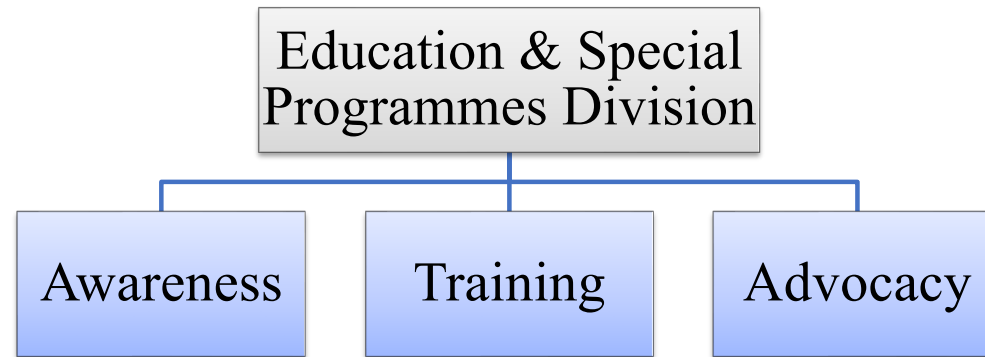 Education & Special
Programmes Division
Awareness
Training
Advocacy